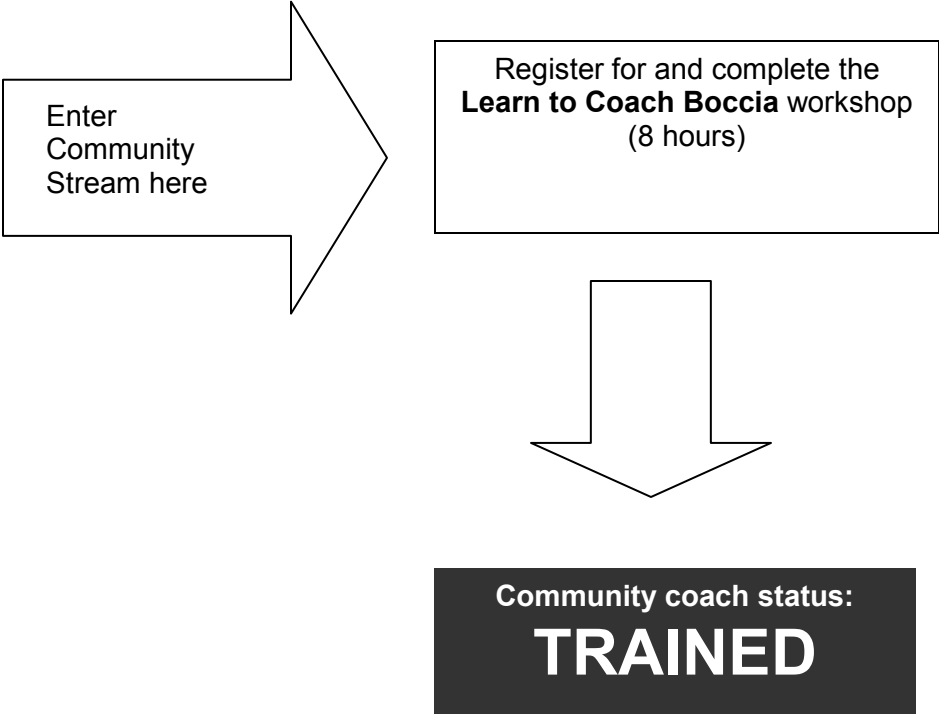 Enter
Community
Stream here
Register for and complete the
Learn to Coach Boccia workshop
(8 hours)
Community coach status:
TRAINED